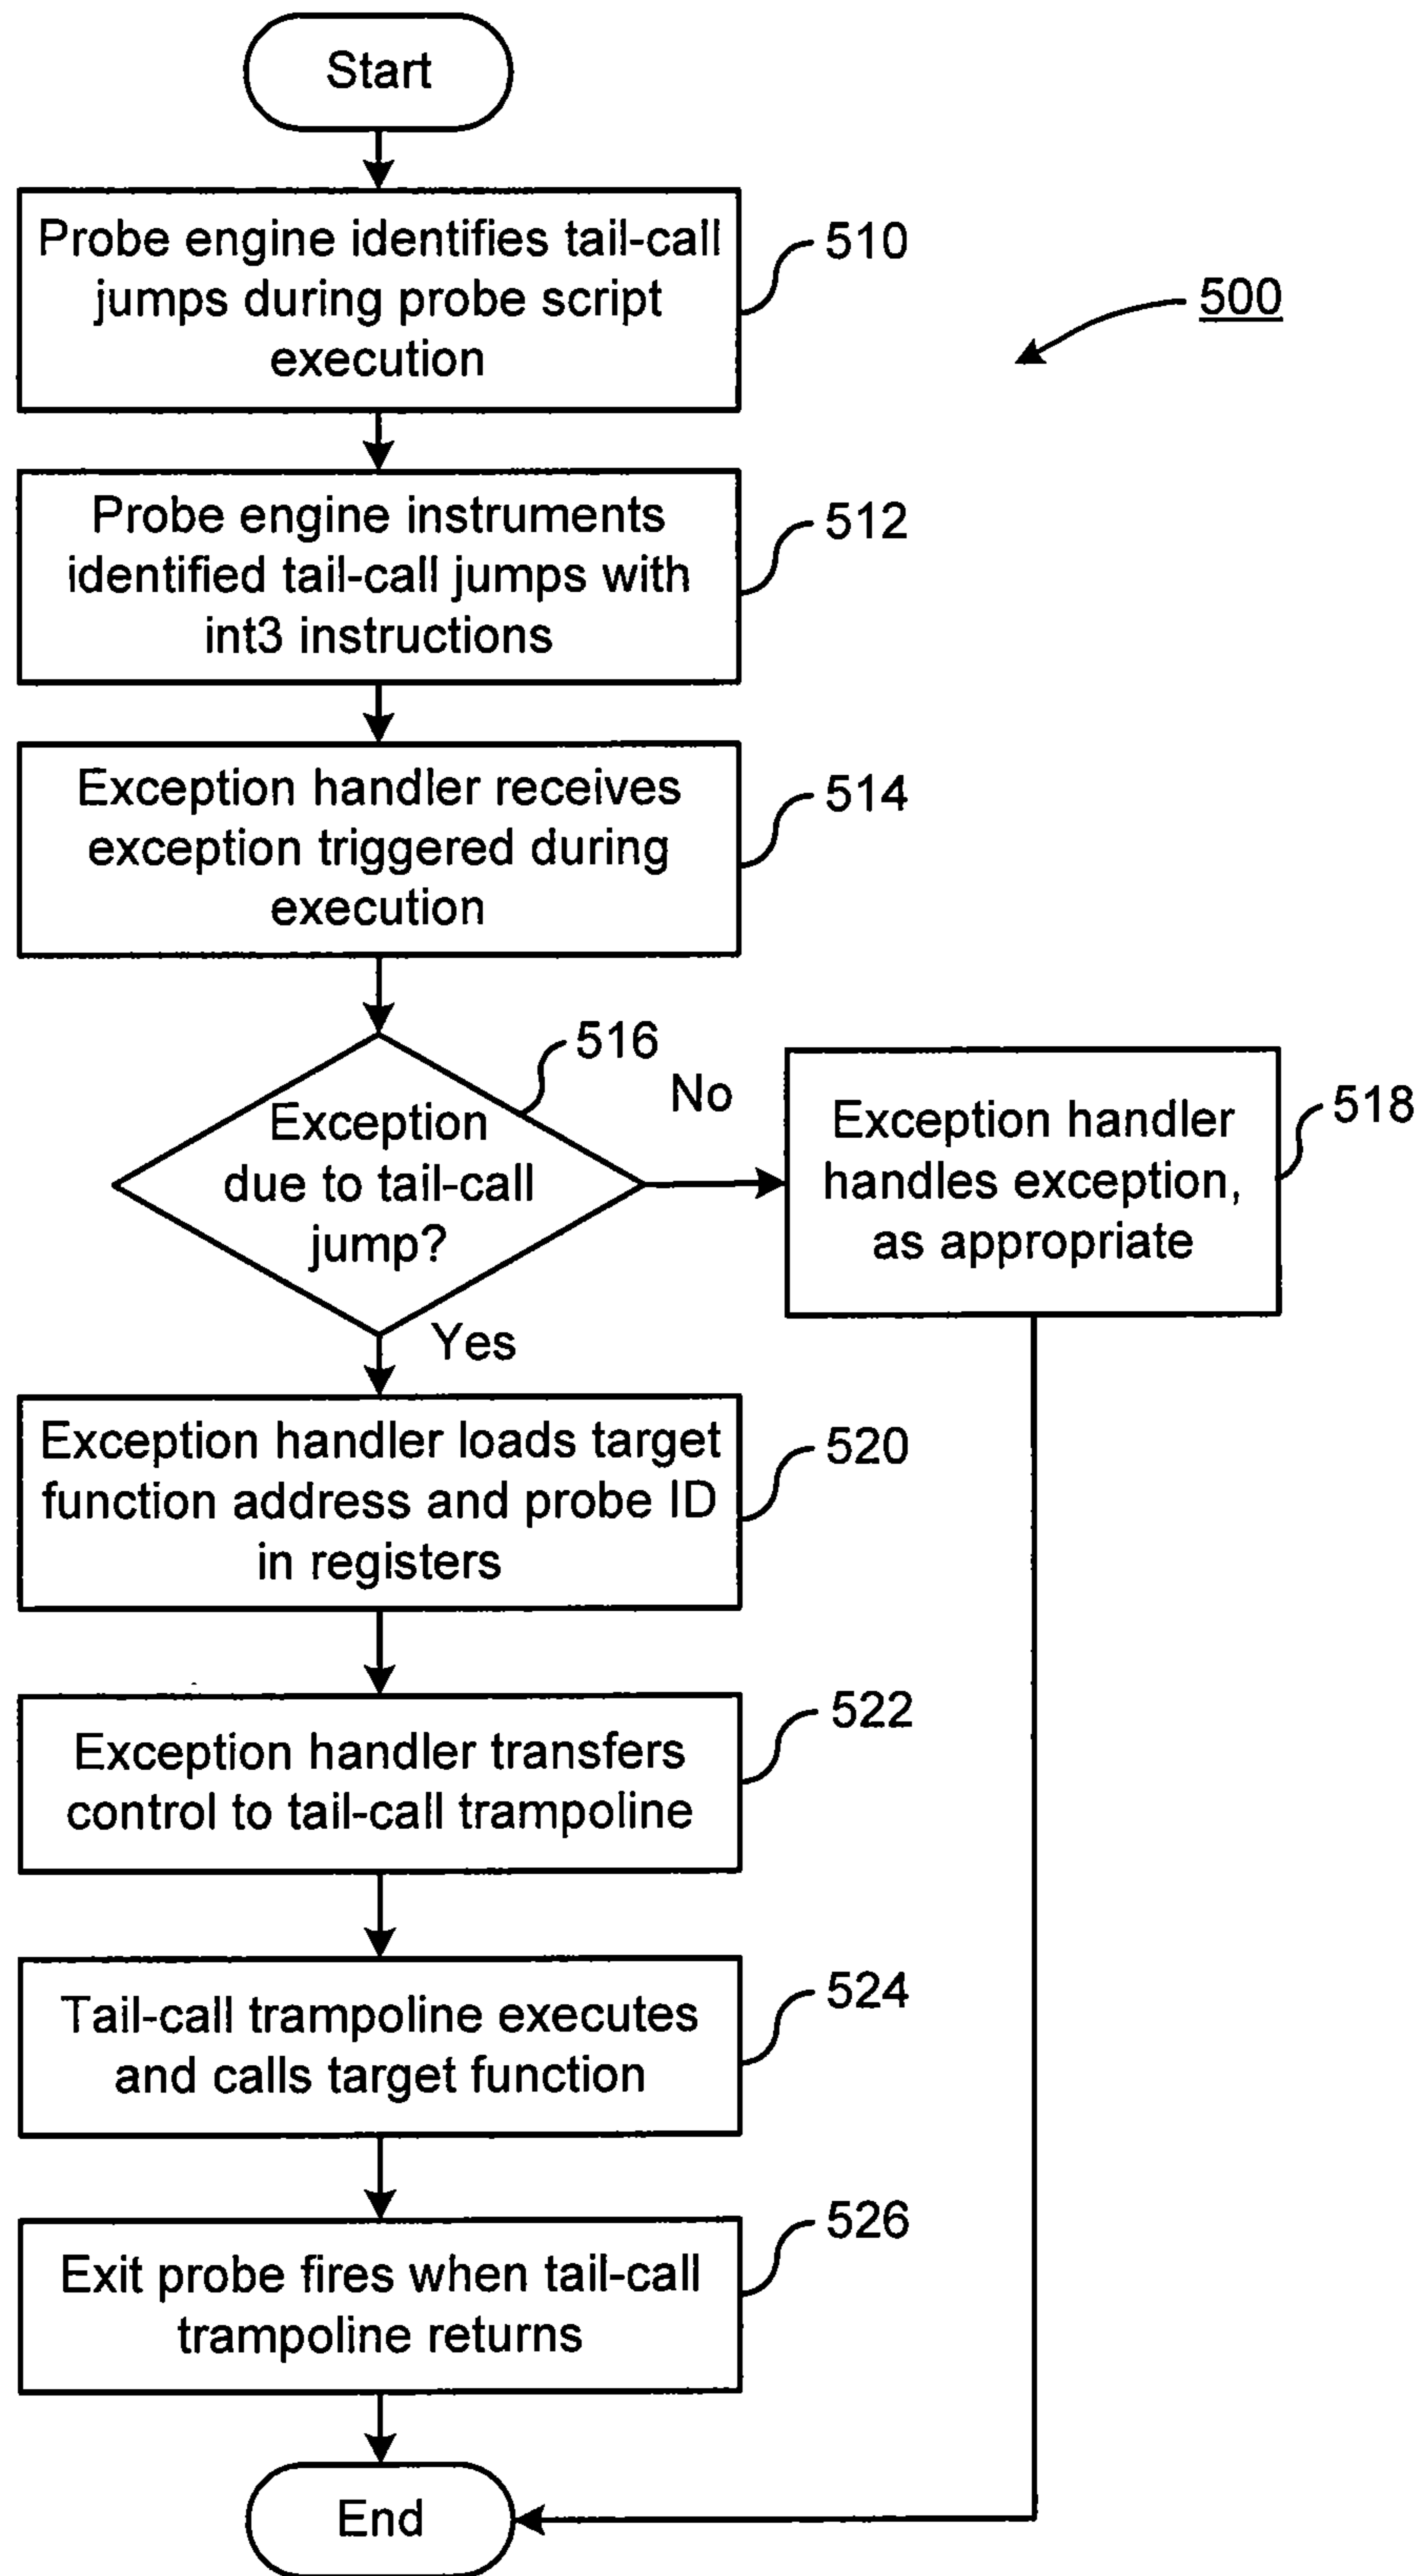 Start
Probe engine identifies tail-call
jumps during probe script
execution
510
500
Probe engine instruments
identified tail-call jumps with
int3 instructions
512
Exception handler receives
exception triggered during
execution
514
Exception
due to tail-call
jump?
516
No
Exception handler
handles exception,
as appropriate
518
Yes
Exception handler loads target
function address and probe ID
in registers
520
Exception handler transfers
control to tail-call trampoline
522
Tail-call trampoline executes
and calls target function
524
Exit probe fires when tail-call
trampoline returns
526
End